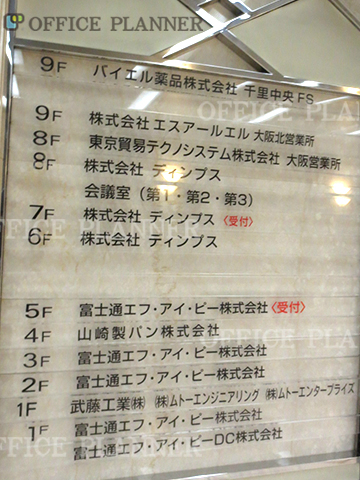 OFFICE PLANNER
9F バイエル薬品株式会社 千里中央FS
9F 株式会社エスアールエル 大阪北営業所
8F 東京貿易テクノシステム株式会社 大阪営業所
8F 株式会社 ディンプス
会議室（第1・第2・第3）
7F 株式会社 ディンプス〈受付〉
6F 株式会社 ディンプス
5F 富士通エフ・アイ・ピー株式会社〈受付〉
4F 山崎製パン株式会社
3F 富士通エフ・アイ・ピー株式会社
2F 富士通エフ・アイ・ピー株式会社
1F 武藤工業㈱ ㈱ムトーエンジニアリング ㈱ムトーエンタープライズ
1F 富士通エフ・アイ・ピー株式会社
富士通エフ・アイ・ピーDC株式会社